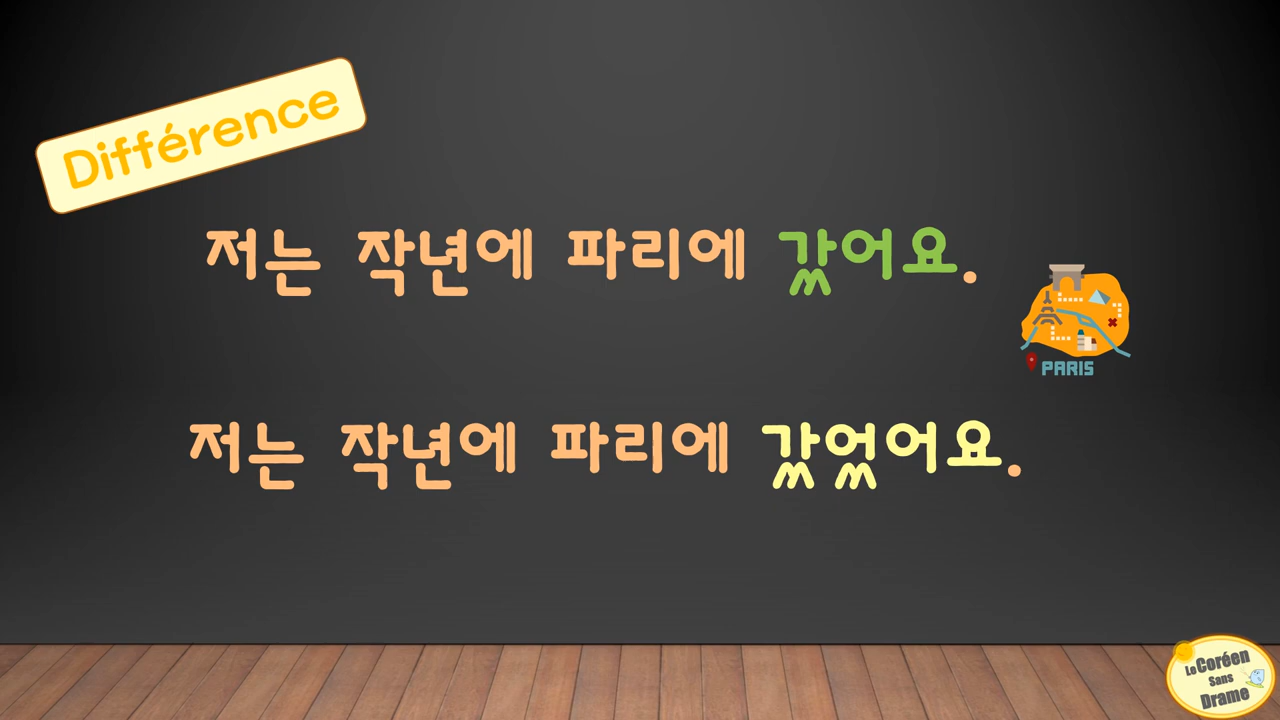 Différence
저는 작년에 파리에 갔어요.
PARIS
저는 작년에 파리에 갔었어요.
Le Coréen
Sans
Drame